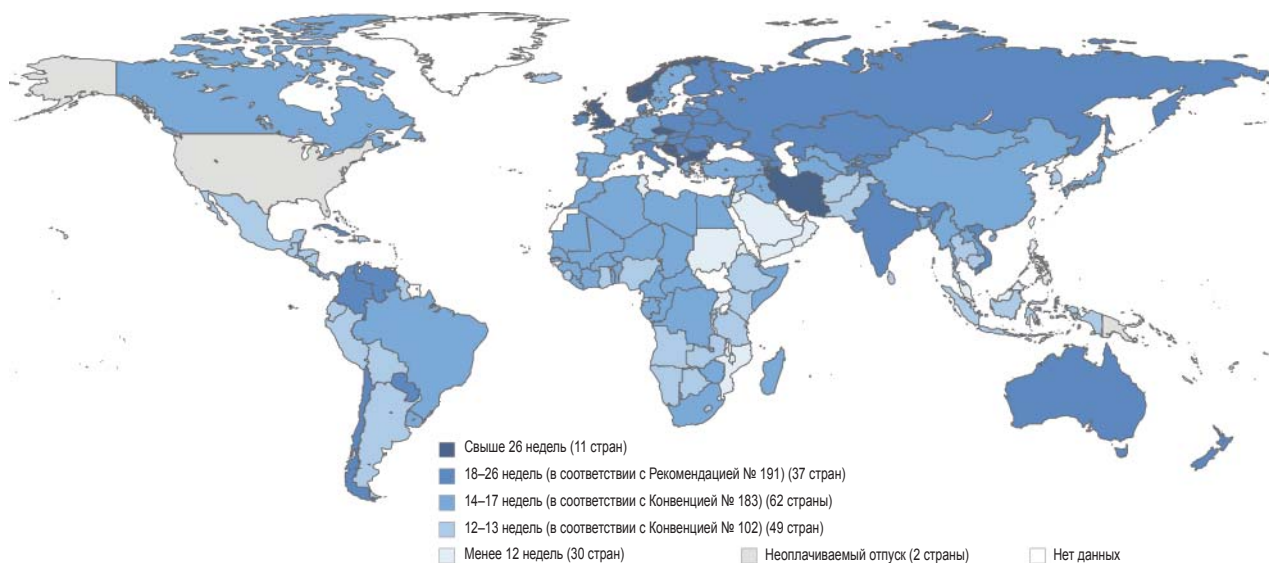 Свыше 26 недель (11 стран)
18–26 недель (в соответствии с Рекомендацией № 191) (37 стран)
14–17 недель (в соответствии с Конвенцией № 183) (62 страны)
12–13 недель (в соответствии с Конвенцией № 102) (49 стран)
Менее 12 недель (30 стран)
Неоплачиваемый отпуск (2 страны)
Нет данных